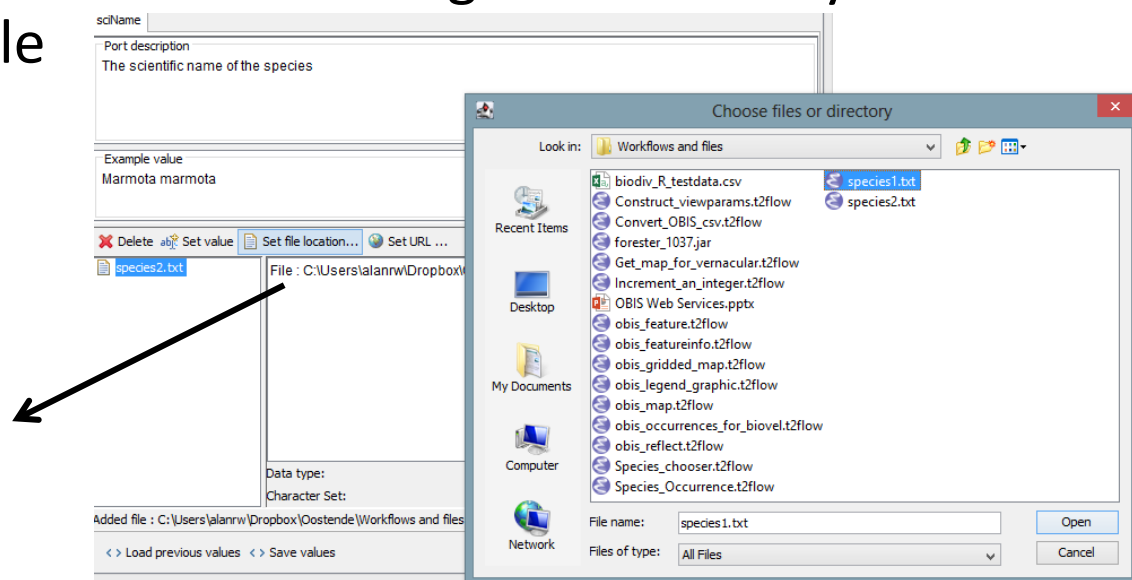 le
sciName
Port description
The scientific name of the species
Example value
Marmota marmota
Delete Set value Set file location... Set URL ...
species2.txt
File : C:\Users\alanrw\Dropbox\
Data type:
Character Set:
Added file : C:\Users\alanrw\Dropbox\Oostende\Workflows and files
<> Load previous values <> Save values
Choose files or directory
Look in: Workflows and files
Recent Items
Desktop
My Documents
Computer
Network
biodiv_R_testdata.csv
Construct_viewparams.t2flow
Convert_OBIS_csv.t2flow
forester_1037.jar
Get_map_for_vernacular.t2flow
Increment_an_integer.t2flow
OBIS Web Services.pptx
obis_feature.t2flow
obis_featureinfo.t2flow
obis_gridded_map.t2flow
obis_legend_graphic.t2flow
obis_map.t2flow
obis_occurrences_for_biovel.t2flow
obis_reflect.t2flow
Species_chooser.t2flow
Species_Occurrence.t2flow
species1.txt
species2.txt
File name: species1.txt Open
Files of type: All Files Cancel